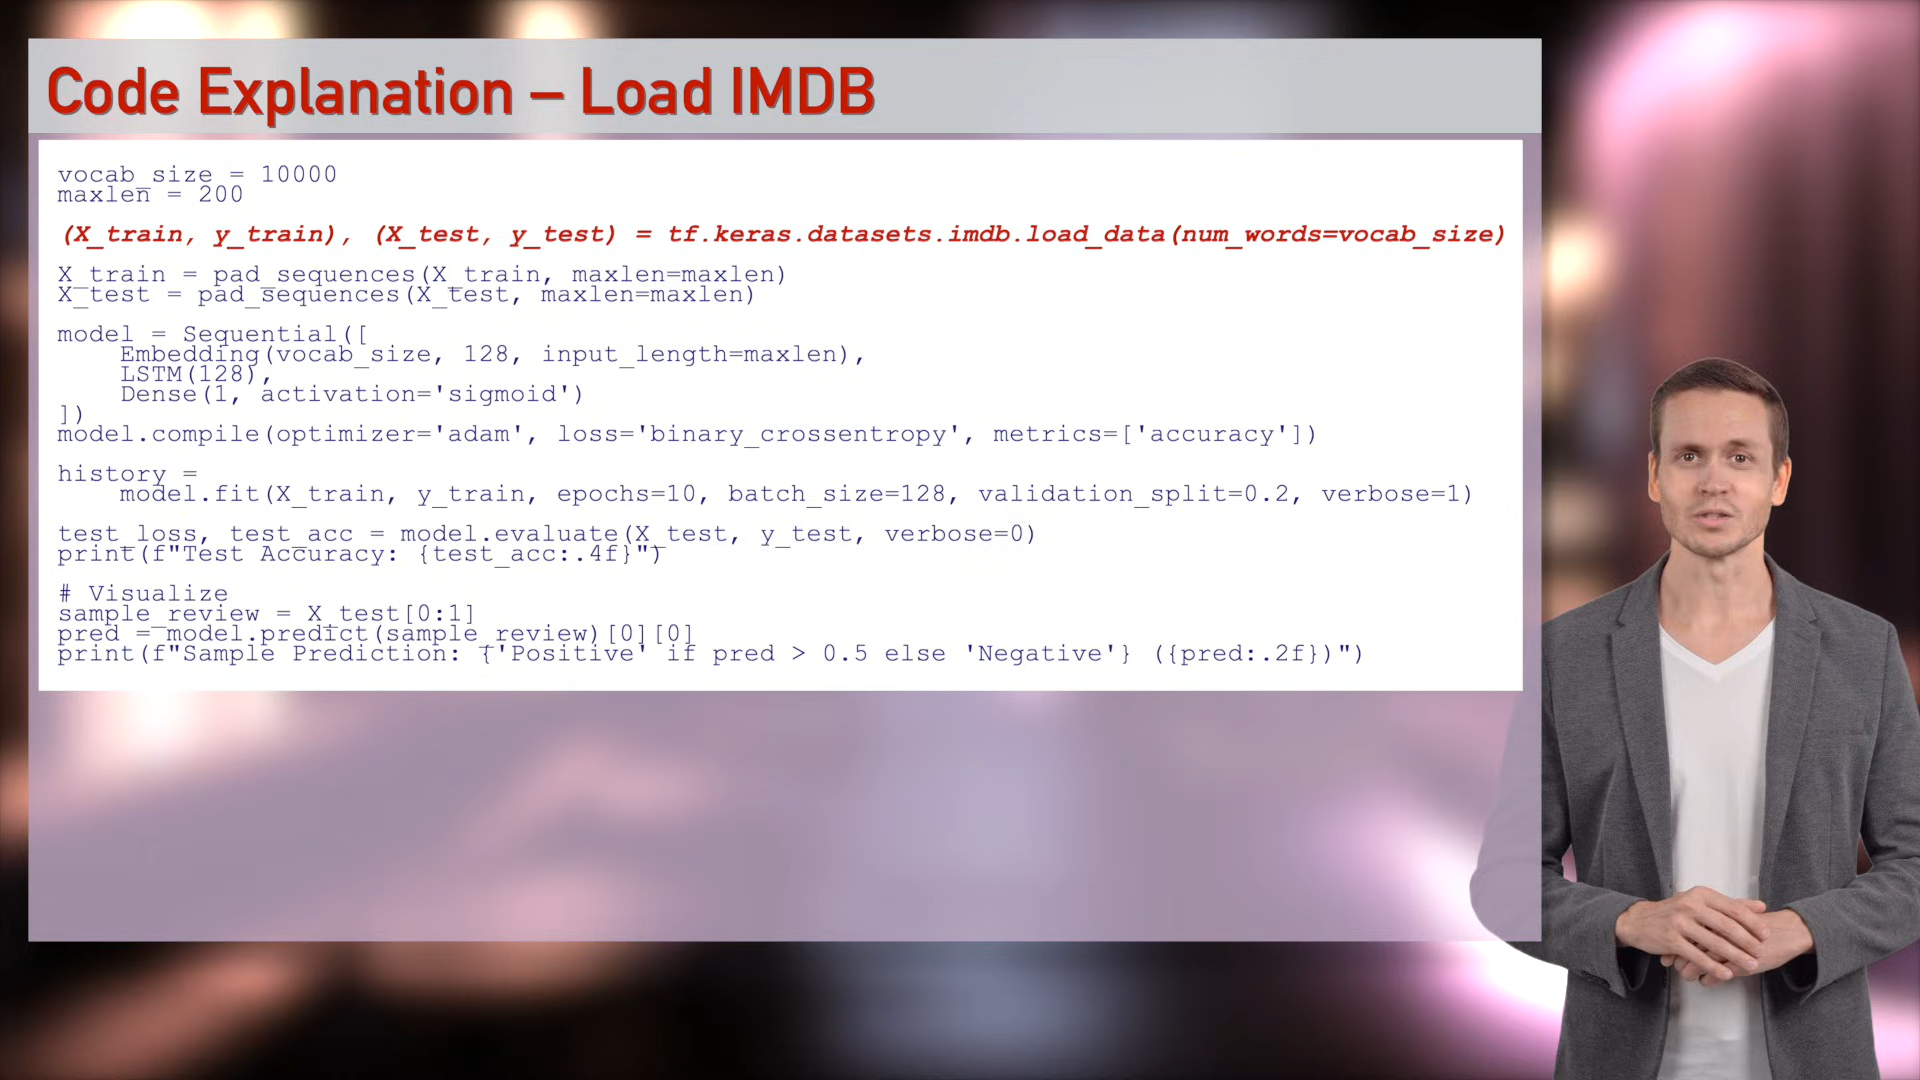 Code Explanation – Load IMDB
vocab_size = 10000
maxlen = 200
(X_train, y_train), (X_test, y_test) = tf.keras.datasets.imdb.load_data(num_words=vocab_size)
X_train = pad_sequences(X_train, maxlen=maxlen)
X_test = pad_sequences(X_test, maxlen=maxlen)
model = Sequential([
    Embedding(vocab_size, 128, input_length=maxlen),
    LSTM(128),
    Dense(1, activation='sigmoid')
])
model.compile(optimizer='adam', loss='binary_crossentropy', metrics=['accuracy'])
history =
    model.fit(X_train, y_train, epochs=10, batch_size=128, validation_split=0.2, verbose=1)
test_loss, test_acc = model.evaluate(X_test, y_test, verbose=0)
print(f"Test Accuracy: {test_acc:.4f}")
# Visualize
sample_review = X_test[0:1]
pred = model.predict(sample_review)[0][0]
print(f"Sample Prediction: {'Positive' if pred > 0.5 else 'Negative'} ({pred:.2f})")